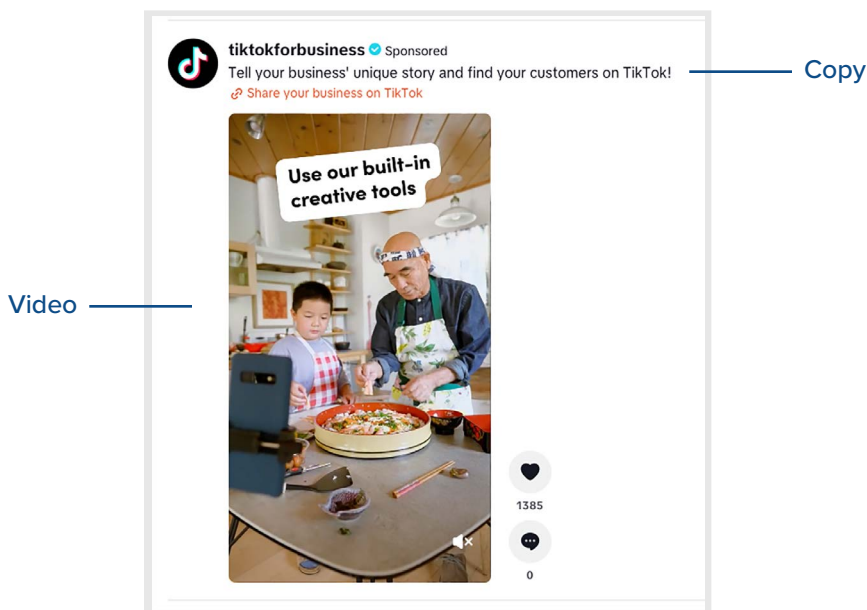 tiktokforbusiness Sponsored
Tell your business' unique story and find your customers on TikTok!
Copy
Share your business on TikTok
Use our built-in
creative tools
Video
1385
0